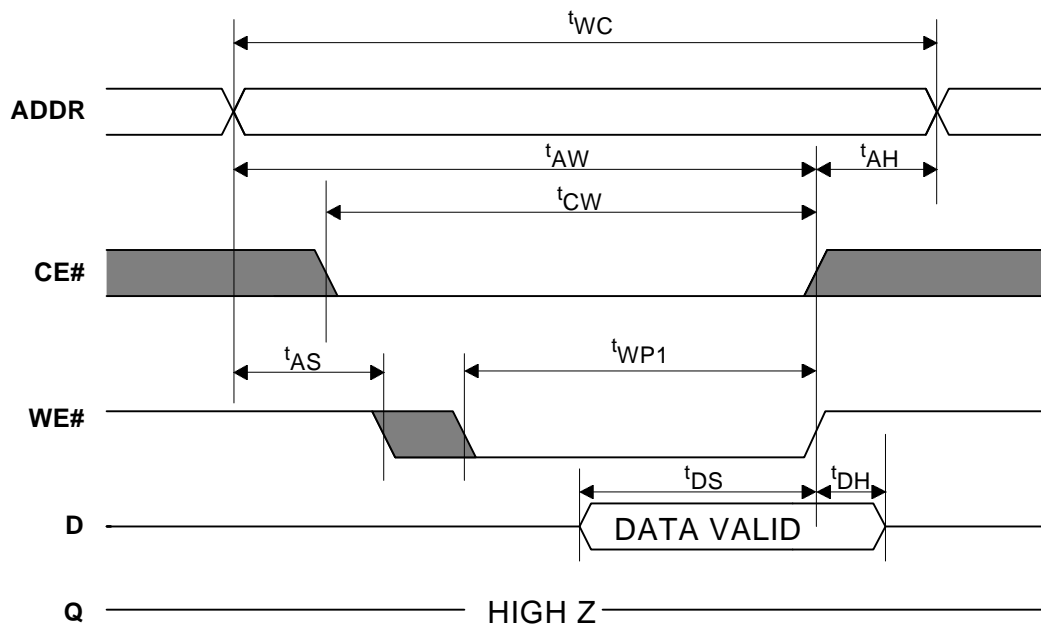 tWC
ADDR
tAW
tAH
tCW
CE#
tAS
tWP1
WE#
tDS
tDH
D
DATA VALID
Q
HIGH Z